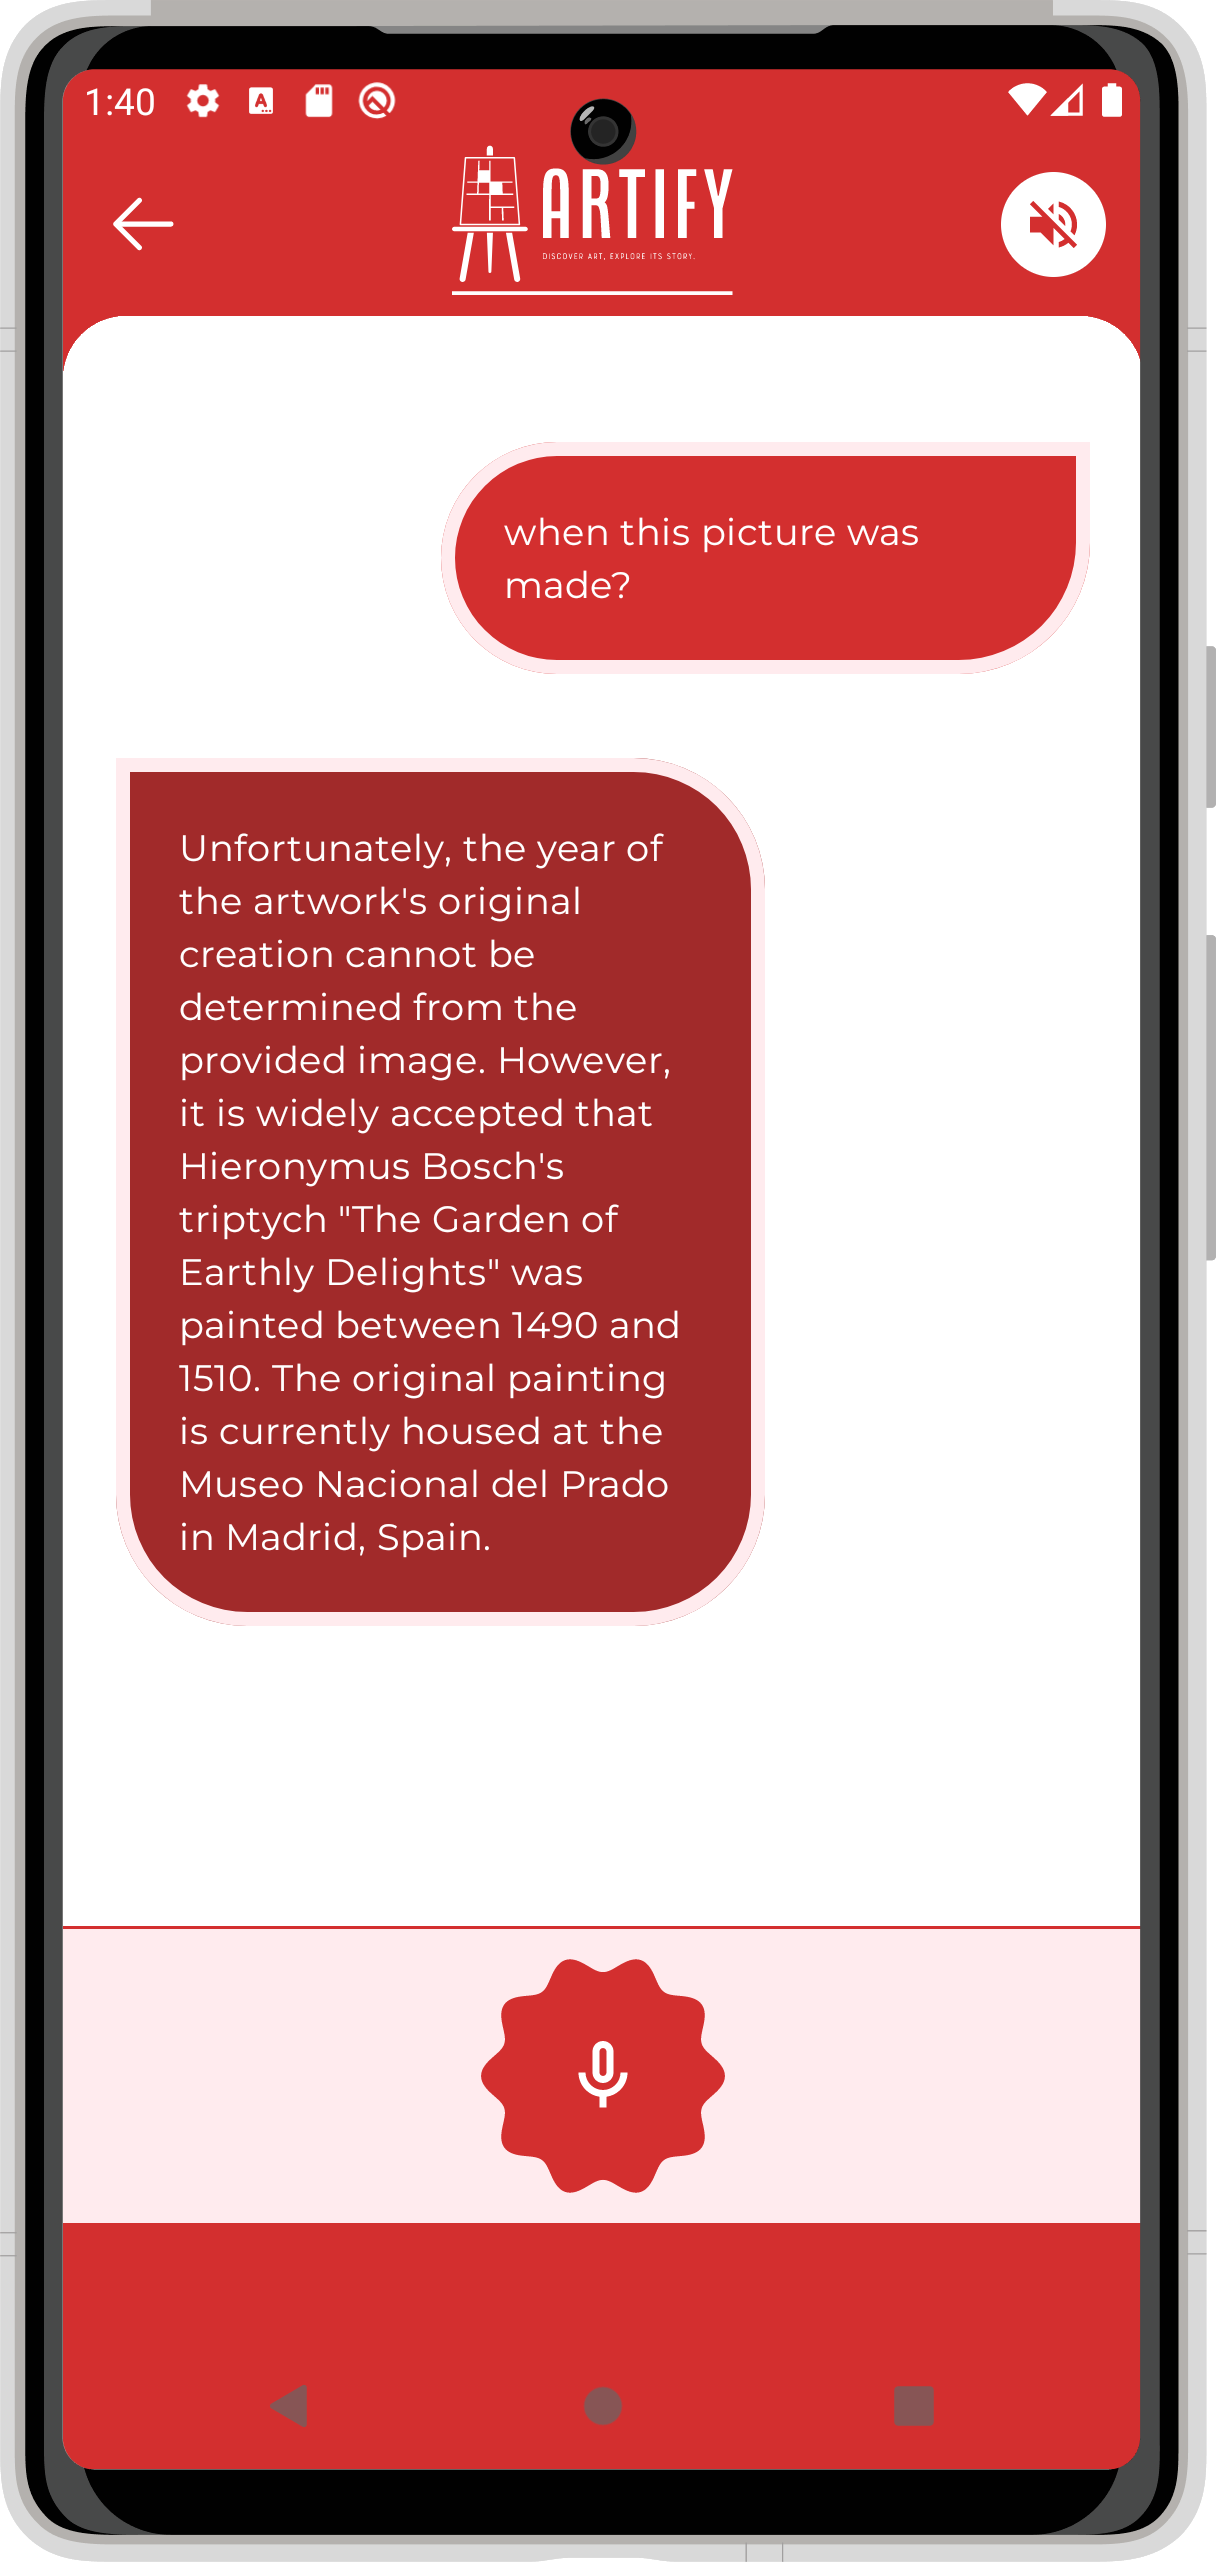 1:40
A
ARTIFY
DISCOVER ART, EXPLORE ITS STORY.
when this picture was
made?
Unfortunately, the year of
the artwork's original
creation cannot be
determined from the
provided image. However,
it is widely accepted that
Hieronymus Bosch's
triptych "The Garden of
Earthly Delights" was
painted between 1490 and
1510. The original painting
is currently housed at the
Museo Nacional del Prado
in Madrid, Spain.